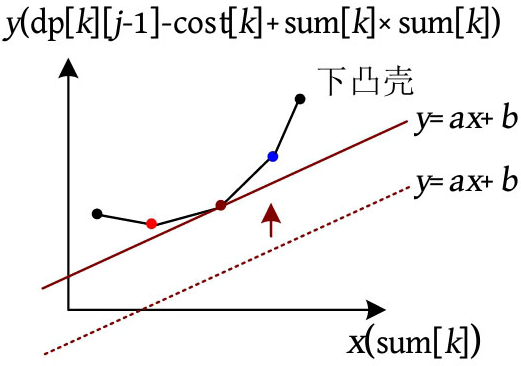 y(dp[k][j-1]-cost[k]+sum[k]×sum[k])
下凸壳
y=ax+b
y=ax+b
x(sum[k])